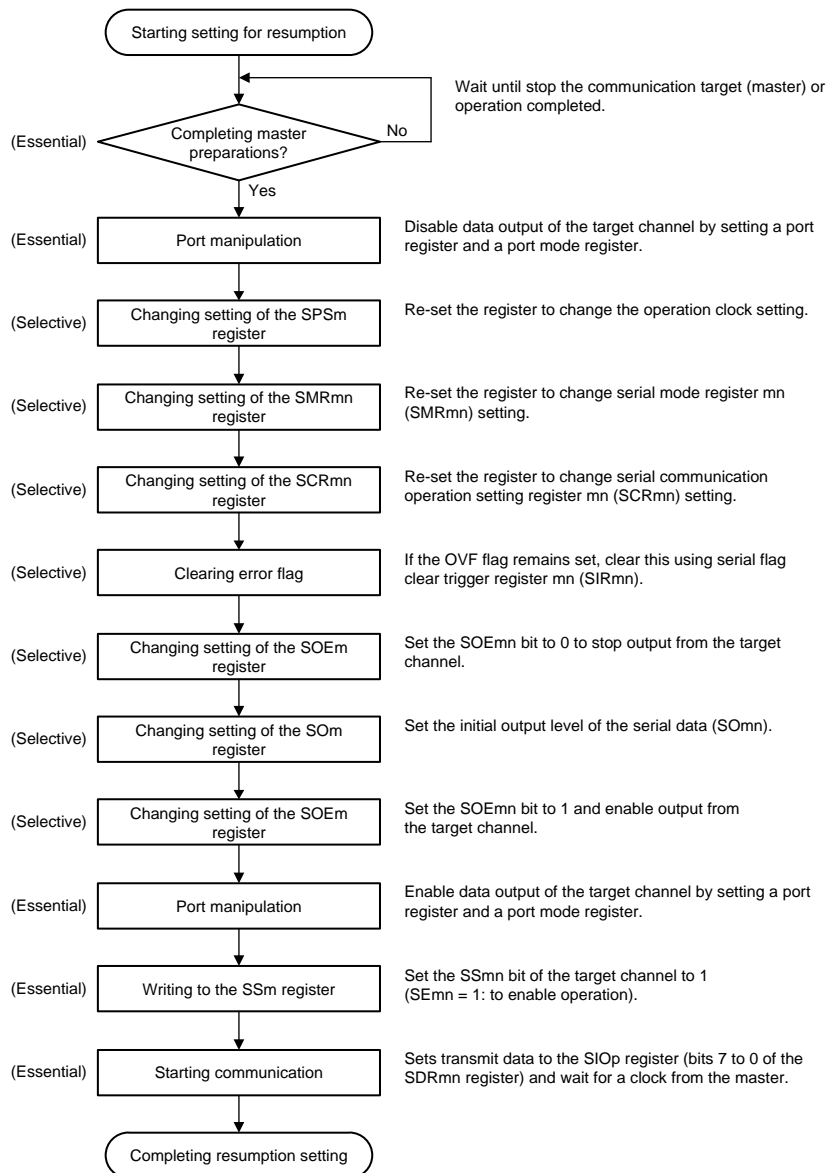 Starting setting for resumption
Wait until stop the communication target (master) or
operation completed.
(Essential)
Completing master
preparations?
No
Yes
(Essential)
Port manipulation
Disable data output of the target channel by setting a port
register and a port mode register.
(Selective)
Changing setting of the SPSm
register
Re-set the register to change the operation clock setting.
(Selective)
Changing setting of the SMRmn
register
Re-set the register to change serial mode register mn
(SMRmn) setting.
(Selective)
Changing setting of the SCRmn
register
Re-set the register to change serial communication
operation setting register mn (SCRmn) setting.
(Selective)
Clearing error flag
If the OVF flag remains set, clear this using serial flag
clear trigger register mn (SIRmn).
(Selective)
Changing setting of the SOEm
register
Set the SOEmn bit to 0 to stop output from the target
channel.
(Selective)
Changing setting of the SOm
register
Set the initial output level of the serial data (SOmn).
(Selective)
Changing setting of the SOEm
register
Set the SOEmn bit to 1 and enable output from
the target channel.
(Essential)
Port manipulation
Enable data output of the target channel by setting a port
register and a port mode register.
(Essential)
Writing to the SSm register
Set the SSmn bit of the target channel to 1
(SEmn = 1: to enable operation).
(Essential)
Starting communication
Sets transmit data to the SIOp register (bits 7 to 0 of the
SDRmn register) and wait for a clock from the master.
Completing resumption setting